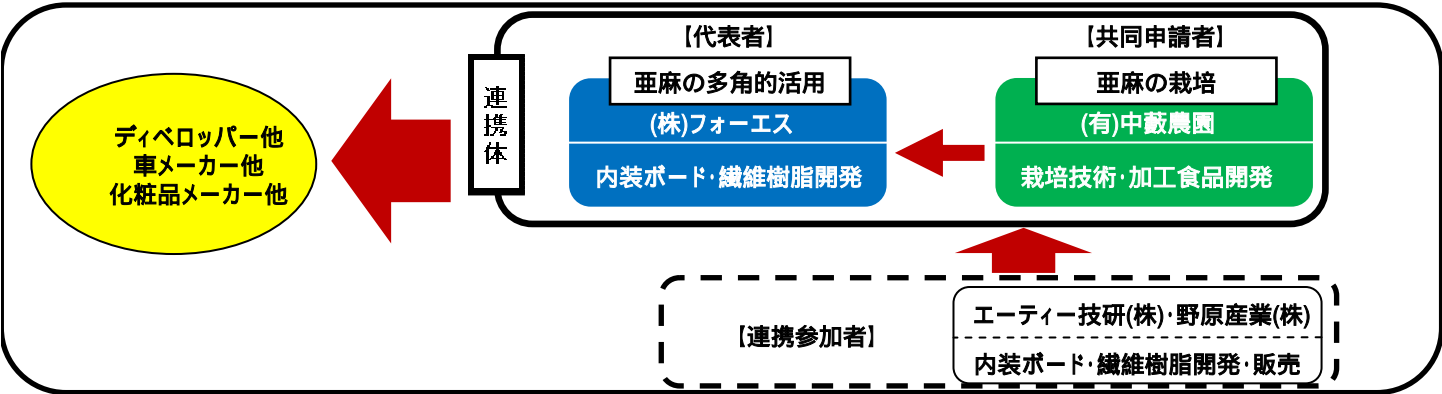 【代表者】
【共同申請者】
連携体
亜麻の多角的活用
(株)フォーエス
内装ボード・繊維樹脂開発
亜麻の栽培
(有)中藪農園
栽培技術・加工食品開発
ディベロッパー他
車メーカー他
化粧品メーカー他
【連携参加者】
エーティー技研(株)・野原産業(株)
内装ボード・繊維樹脂開発・販売